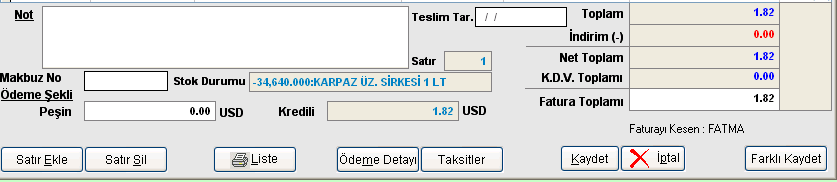 Not
Teslim Tar. / /
Toplam 1.82
İndirim (-) 0.00
Satır 1
Net Toplam 1.82
Makbuz No
Stok Durumu -34,640.000:KARPAZ ÜZ. SİRKESİ 1 LT
K.D.V. Toplamı 0.00
Ödeme Şekli
Peşin 0.00 USD
Kredili 1.82 USD
Fatura Toplamı 1.82
Faturayı Kesen : FATMA
Satır Ekle
Satır Sil
Liste
Ödeme Detayı
Taksitler
Kaydet
İptal
Farklı Kaydet